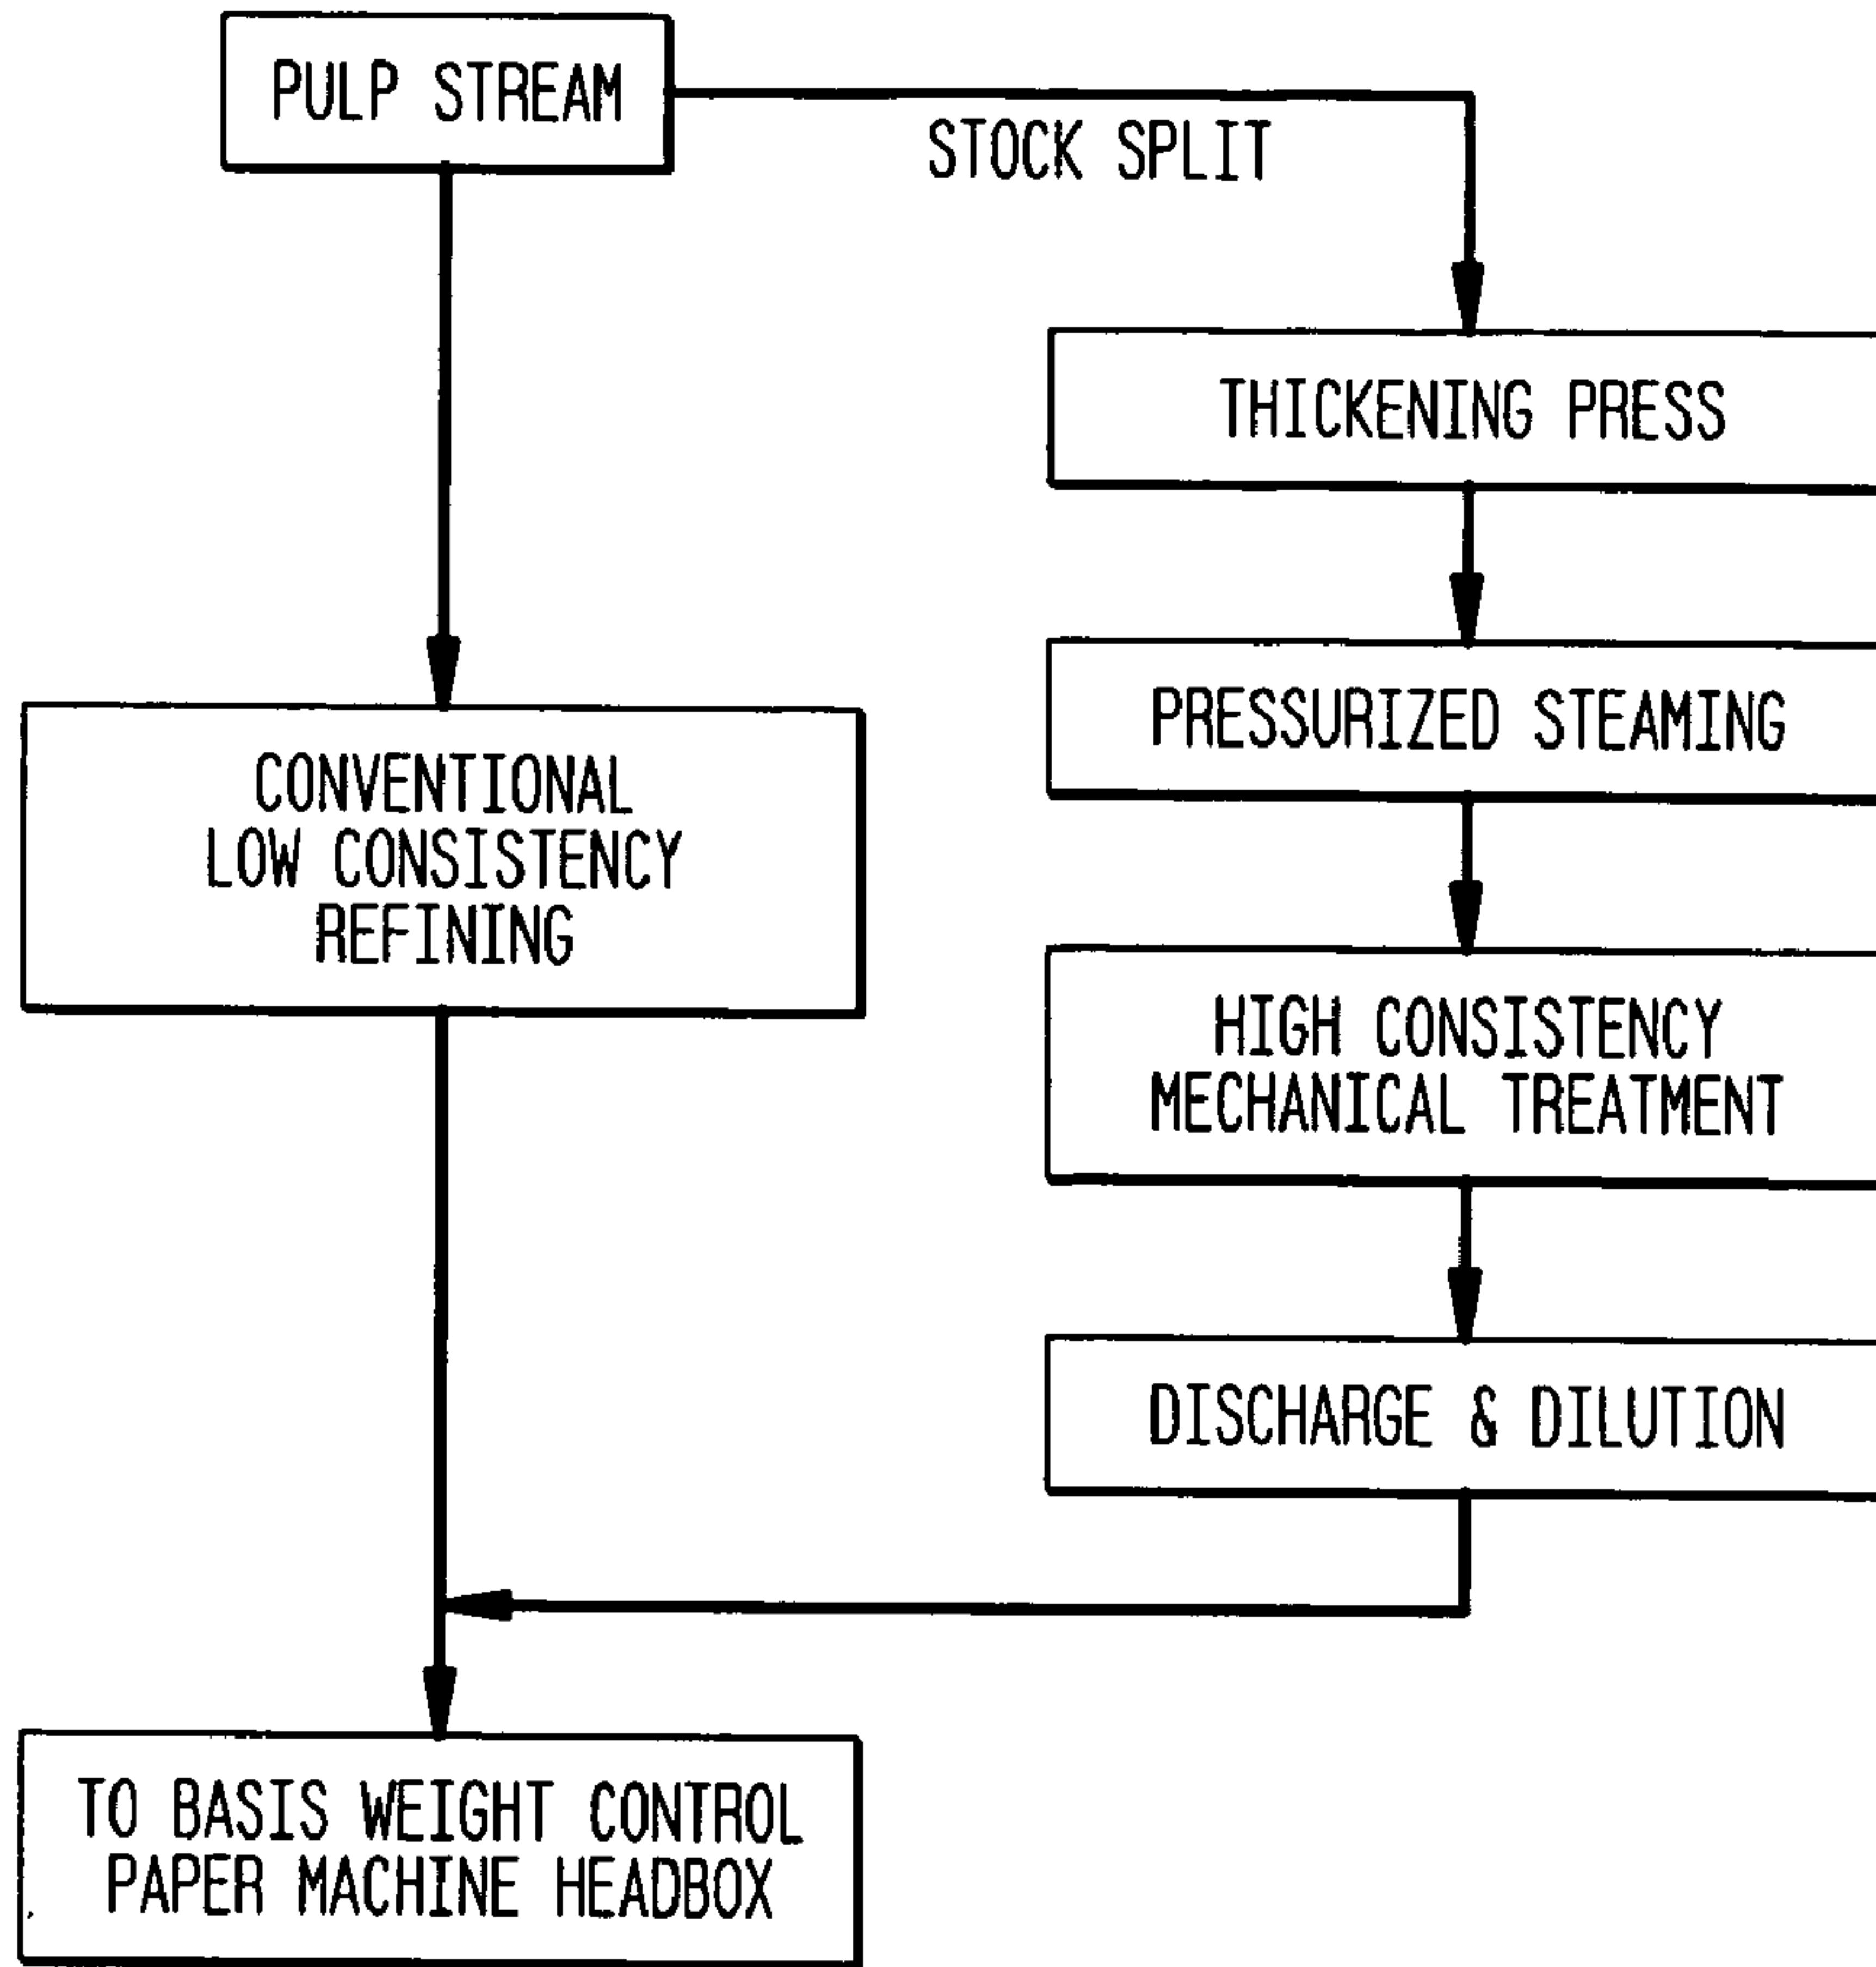 PULP STREAM
STOCK SPLIT
THICKENING PRESS
PRESSURIZED STEAMING
CONVENTIONAL
LOW CONSISTENCY
REFINING
HIGH CONSISTENCY
MECHANICAL TREATMENT
DISCHARGE & DILUTION
TO BASIS WEIGHT CONTROL
PAPER MACHINE HEADBOX